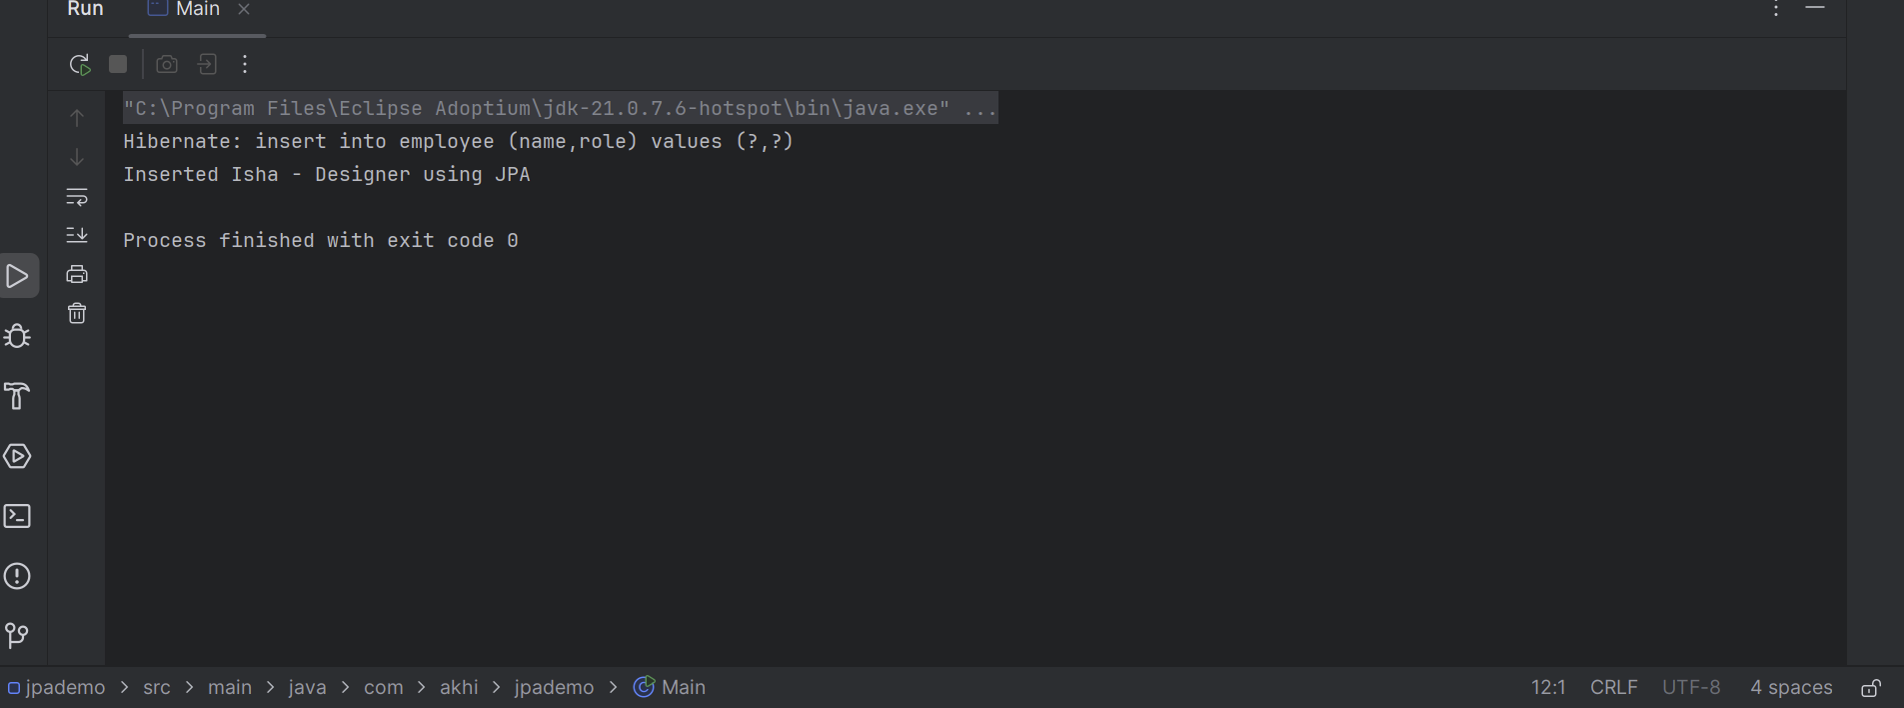 Run Main
"C:\Program Files\Eclipse Adoptium\jdk-21.0.7.6-hotspot\bin\java.exe" ...
Hibernate: insert into employee (name,role) values (?,?)
Inserted Isha - Designer using JPA
Process finished with exit code 0
jpademo > src > main > java > com > akhi > jpademo > Main 12:1 CRLF UTF-8 4 spaces